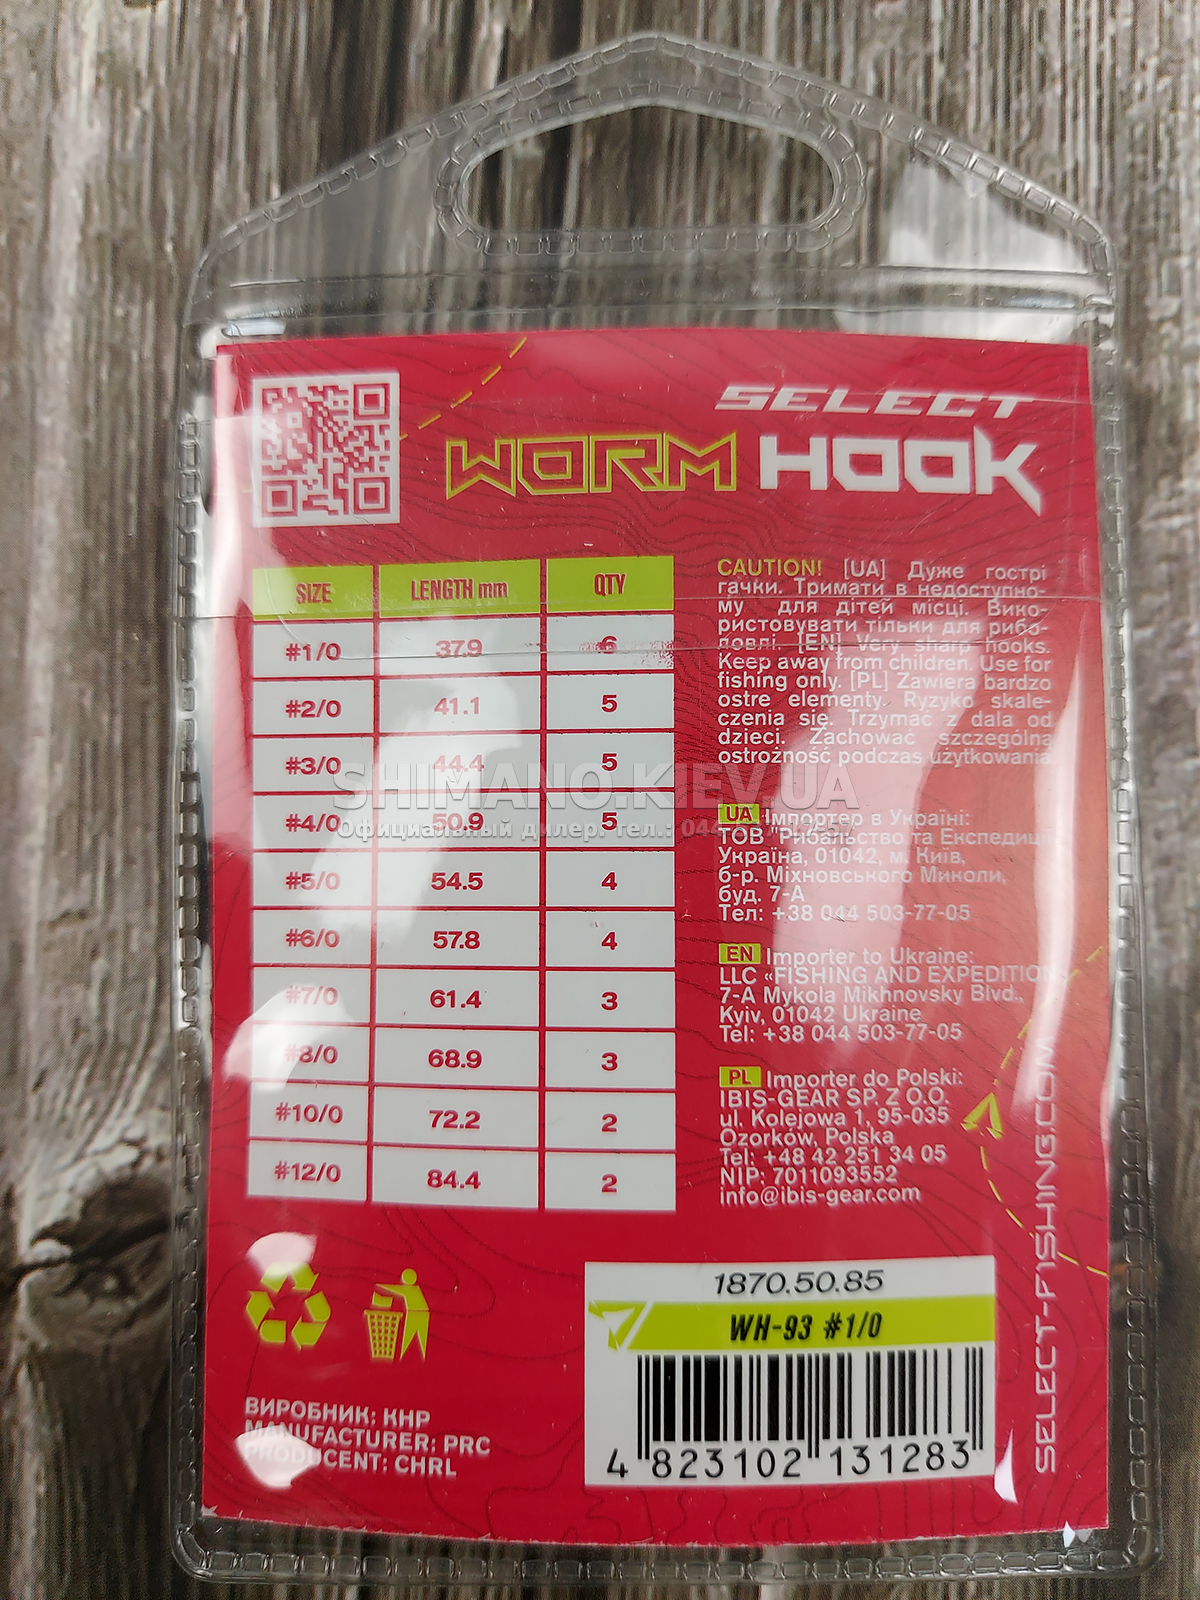 SELECT
WORM HOOK
SIZE LENGTH mm QTY
#1/0 37.9 6
#2/0 41.1 5
#3/0 44.4 5
#4/0 50.9 5
#5/0 54.5 4
#6/0 57.8 4
#7/0 61.4 3
#8/0 68.9 3
#10/0 72.2 2
#12/0 84.4 2
CAUTION! [UA] Дуже гострі
гачки. Тримати в недоступно-
му для дітей місці. Вико-
ристовувати тільки для рибо-
ловлі. [EN] Very sharp hooks.
Keep away from children. Use for
fishing only. [PL] Zawiera bardzo
ostre elementy. Ryzyko skale-
czenia się. Trzymać z dala od
dzieci. Zachować szczególną
ostrożność podczas użytkowania.
SHIMANO.KIEV.UA
Официальный дилер: тел.: 044
UA Імпортер в Україні:
ТОВ "Рибальство та Експедиції
Україна, 01042, м. Київ,
б-р. Міхновського Миколи,
буд. 7-А
Тел: +38 044 503-77-05
EN Importer to Ukraine:
LLC «FISHING AND EXPEDITION
7-A Mykola Mikhnovsky Blvd.,
Kyiv, 01042 Ukraine
Tel: +38 044 503-77-05
PL Importer do Polski:
IBIS-GEAR SP. Z O.O.
ul. Kolejowa 1, 95-035
Ozorków, Polska
Tel: +48 42 251 34 05
NIP: 7011093552
info@ibis-gear.com
SELECT-FISHING.COM
1870.50.85
WH-93 #1/0
4 823102 131283
ВИРОБНИК: КНР
MANUFACTURER: PRC
PRODUCENT: CHRL